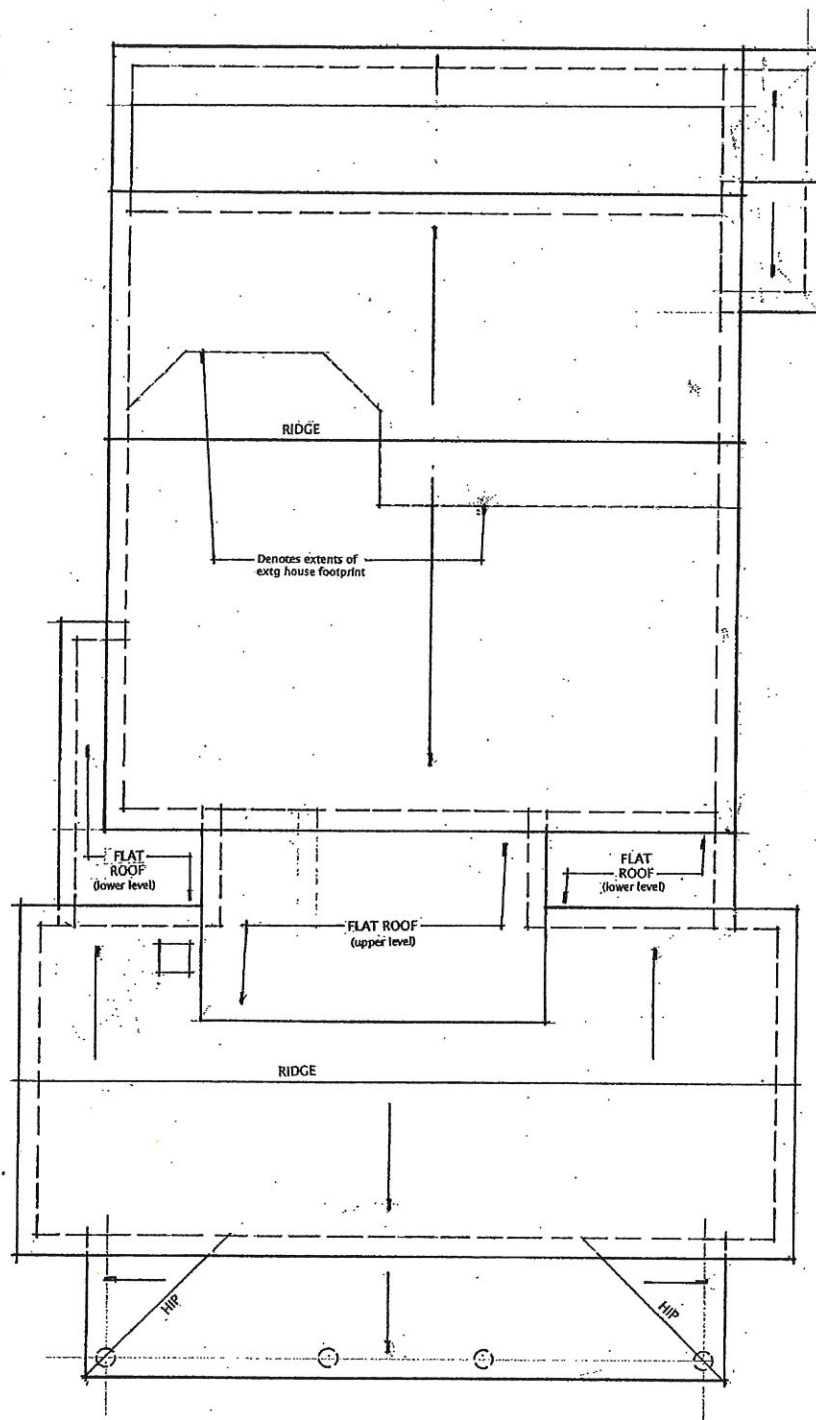 RIDGE
Denotes extents of
extg house footprint
FLAT
ROOF
(lower level)
FLAT
ROOF
(lower level)
FLAT ROOF
(upper level)
RIDGE
HIP
HIP